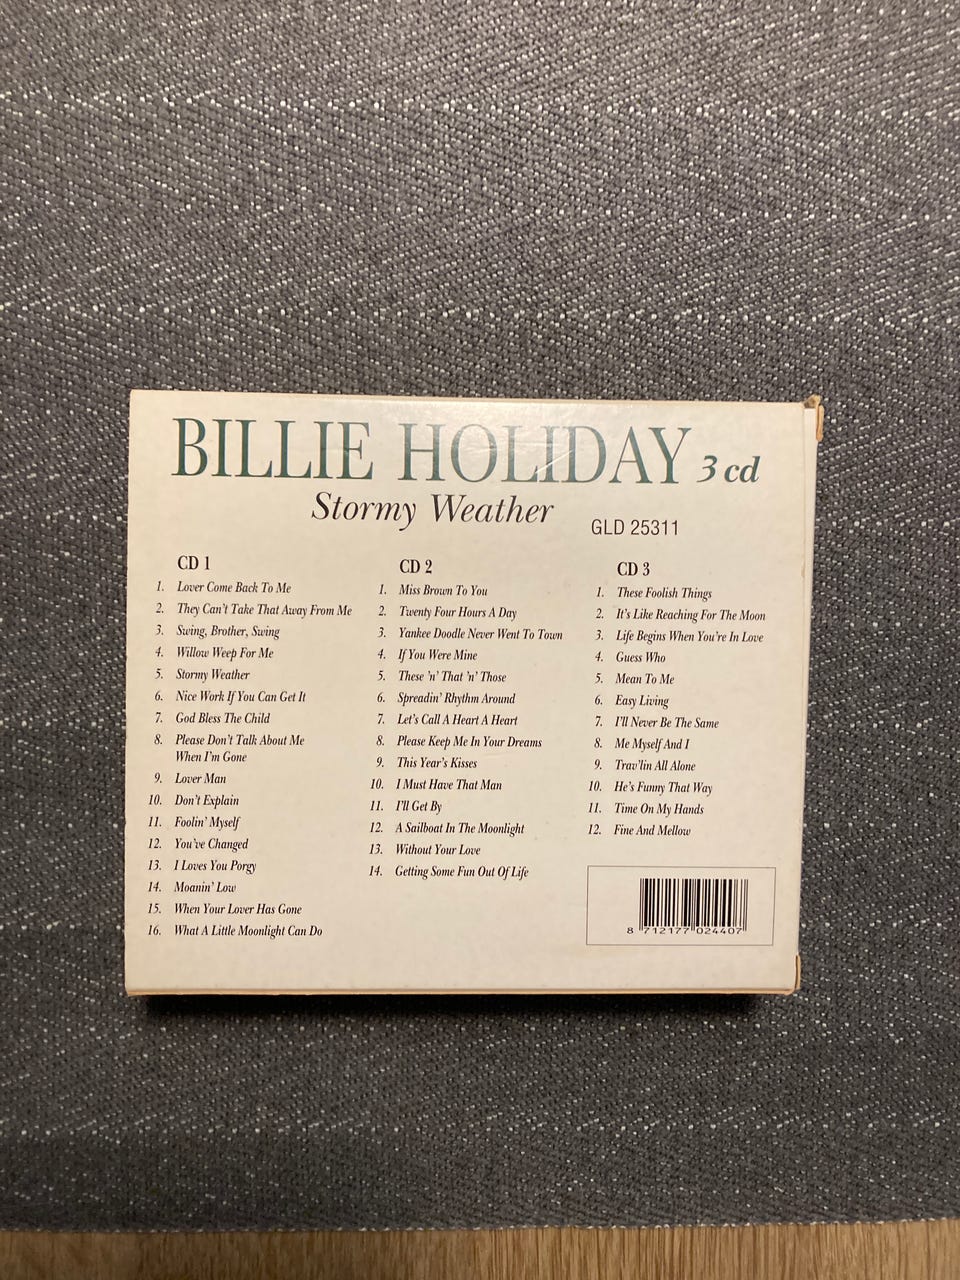 BILLIE HOLIDAY 3 cd
Stormy Weather
GLD 25311
CD 1
1. Lover Come Back To Me
2. They Can't Take That Away From Me
3. Swing, Brother, Swing
4. Willow Weep For Me
5. Stormy Weather
6. Nice Work If You Can Get It
7. God Bless The Child
8. Please Don't Talk About Me
When I'm Gone
9. Lover Man
10. Don't Explain
11. Foolin' Myself
12. You've Changed
13. I Loves You Porgy
14. Moanin' Low
15. When Your Lover Has Gone
16. What A Little Moonlight Can Do
CD 2
1. Miss Brown To You
2. Twenty Four Hours A Day
3. Yankee Doodle Never Went To Town
4. If You Were Mine
5. These 'n' That 'n' Those
6. Spreadin' Rhythm Around
7. Let's Call A Heart A Heart
8. Please Keep Me In Your Dreams
9. This Year's Kisses
10. I Must Have That Man
11. I'll Get By
12. A Sailboat In The Moonlight
13. Without Your Love
14. Getting Some Fun Out Of Life
CD 3
1. These Foolish Things
2. It's Like Reaching For The Moon
3. Life Begins When You're In Love
4. Guess Who
5. Mean To Me
6. Easy Living
7. I'll Never Be The Same
8. Me Myself And I
9. Trav'lin All Alone
10. He's Funny That Way
11. Time On My Hands
12. Fine And Mellow
8 712177 024407